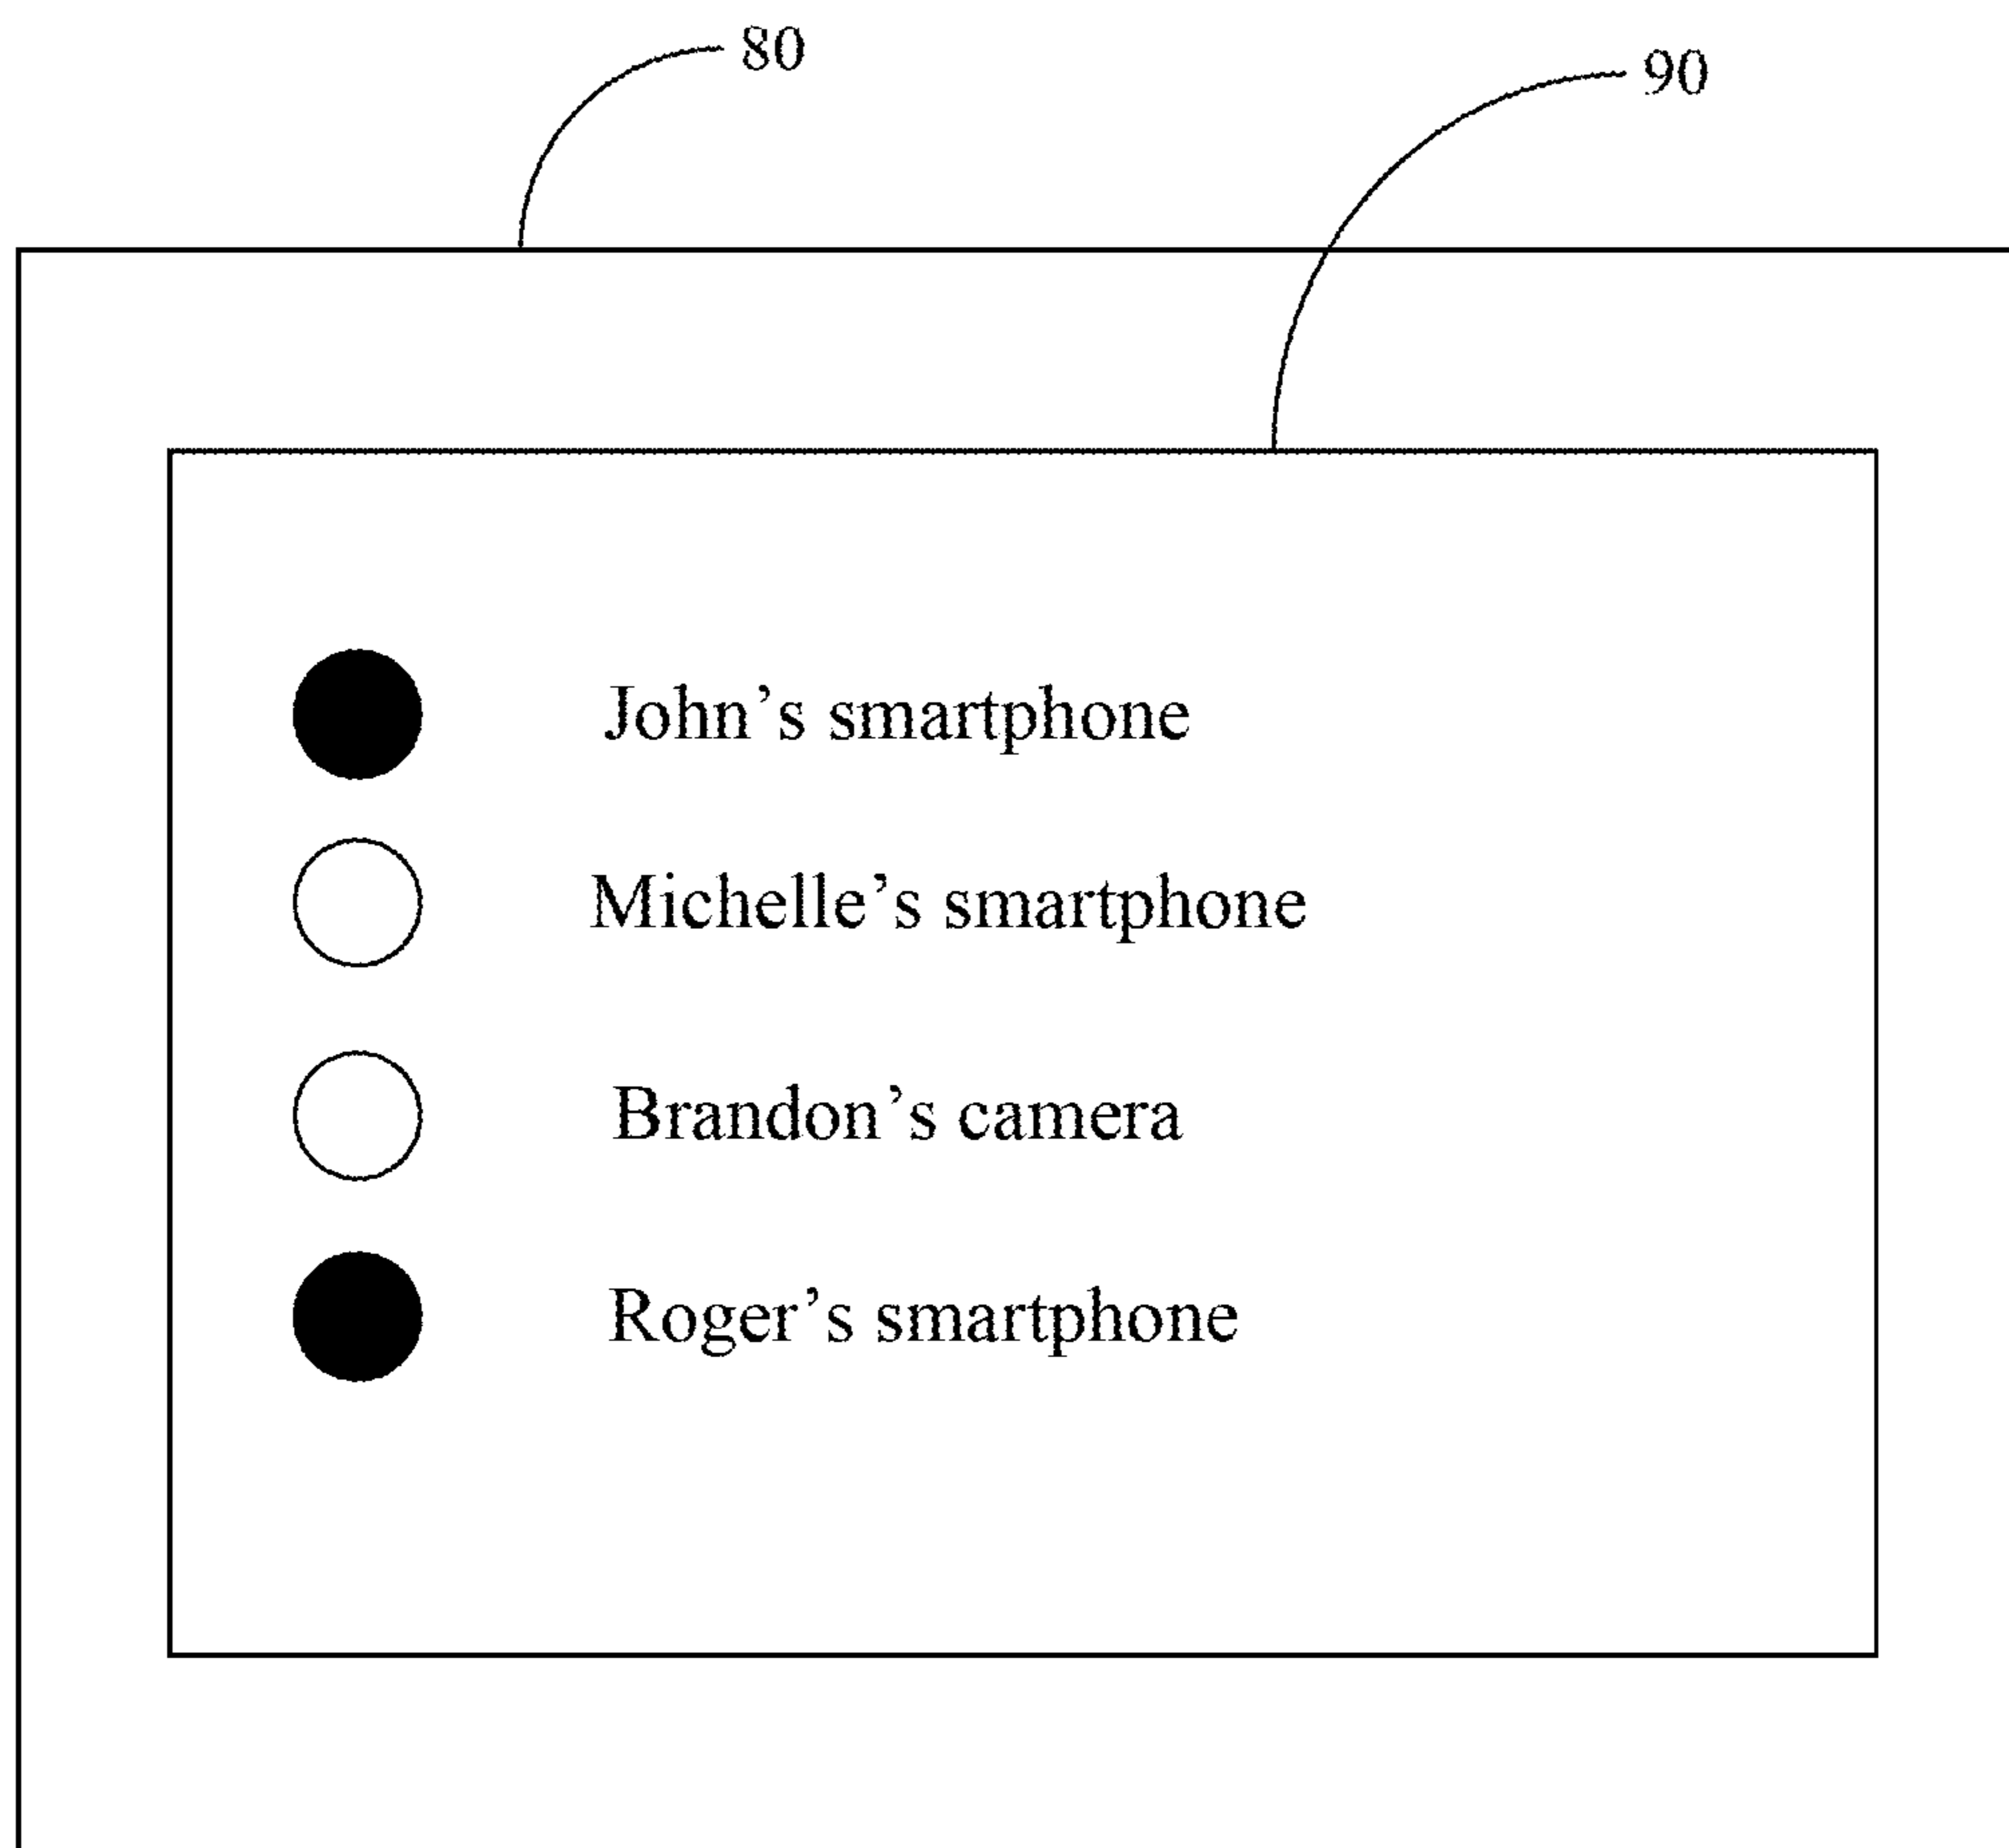 80
90
John’s smartphone
Michelle’s smartphone
Brandon’s camera
Roger’s smartphone